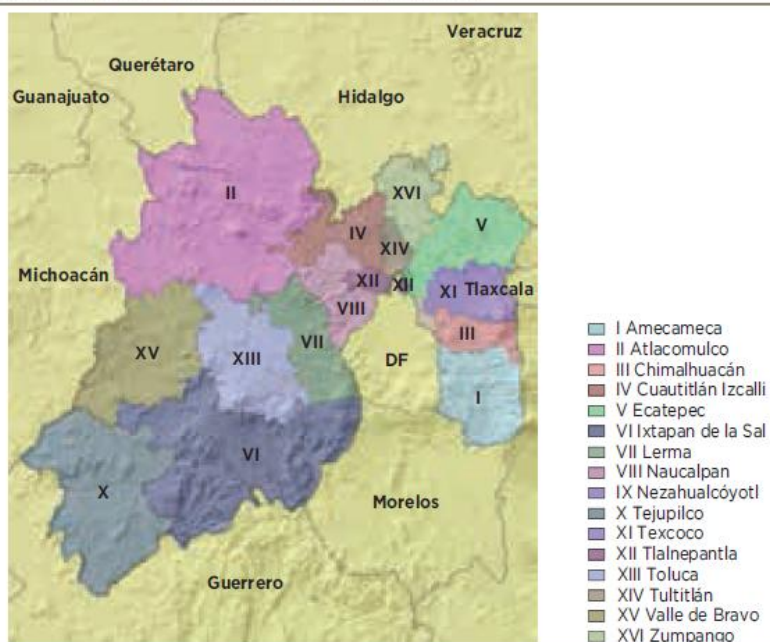 Veracruz
Querétaro
Guanajuato
Hidalgo
II
XVI
V
IV
XIV
Michoacán
XII
XII
XI
Tlaxcala
VIII
III
XV
XIII
VII
DF
I
VI
X
Morelos
Guerrero
I Amecameca
II Atlacomulco
III Chimalhuacán
IV Cuautitlán Izcalli
V Ecatepec
VI Ixtapan de la Sal
VII Lerma
VIII Naucalpan
IX Nezahualcóyotl
X Tejupilco
XI Texcoco
XII Tlalnepantla
XIII Toluca
XIV Tultitlán
XV Valle de Bravo
XVI Zumpango